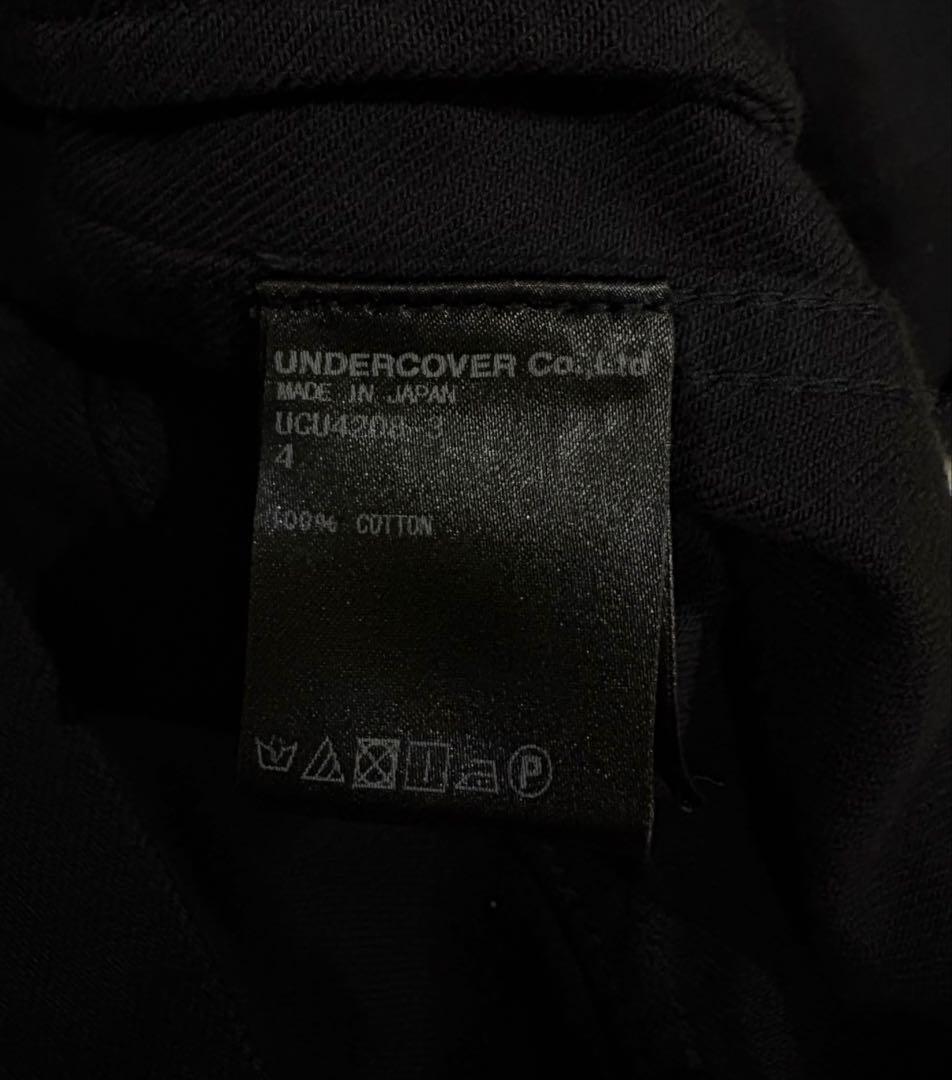 UNDERCOVER Co., Ltd
MADE IN JAPAN
UCU4208-3
4
100% COTTON
P